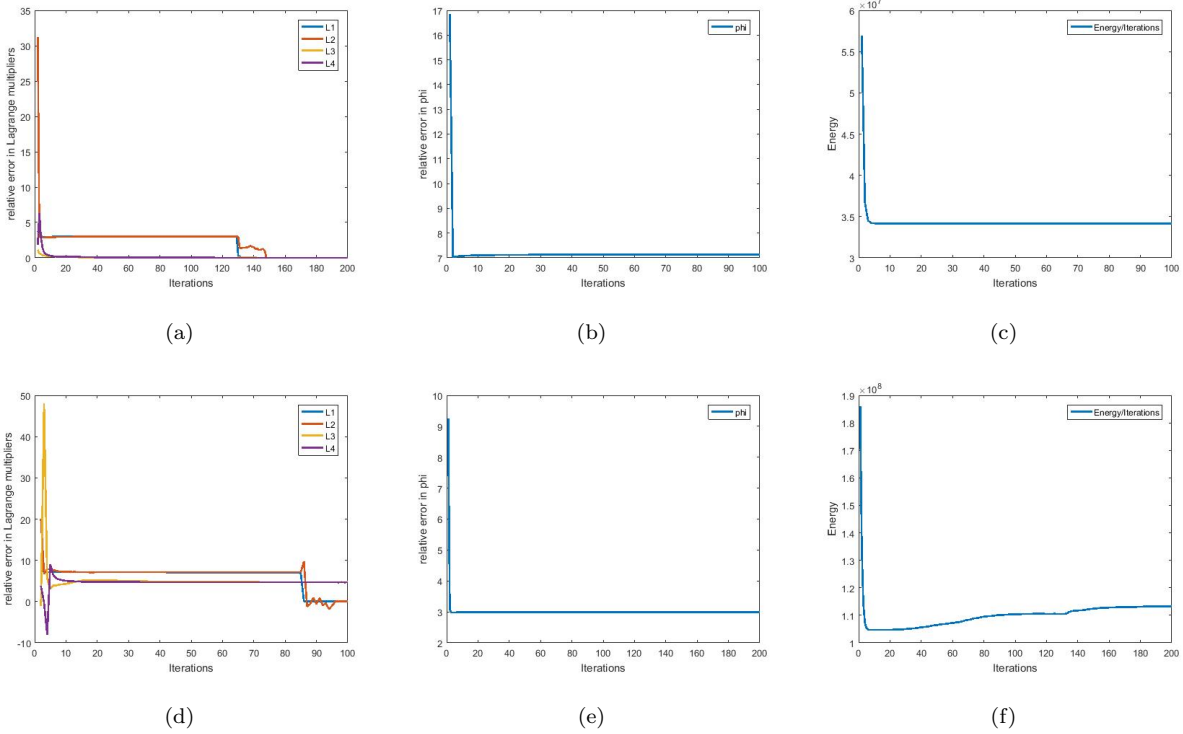 35
30
25
20
15
10
5
0
relative error in Lagrange multipliers
L1
L2
L3
L4
0 20 40 60 80 100 120 140 160 180 200
Iterations
(a)
17
16
15
14
13
12
11
10
9
8
7
relative error in phi
phi
0 10 20 30 40 50 60 70 80 90 100
Iterations
(b)
×10^7
6
5.5
5
4.5
4
3.5
3
Energy
Energy/Iterations
0 10 20 30 40 50 60 70 80 90 100
Iterations
(c)
50
40
30
20
10
0
-10
relative error in Lagrange multipliers
L1
L2
L3
L4
0 10 20 30 40 50 60 70 80 90 100
Iterations
(d)
10
9
8
7
6
5
4
3
2
relative error in phi
phi
0 20 40 60 80 100 120 140 160 180 200
Iterations
(e)
×10^8
1.9
1.8
1.7
1.6
1.5
1.4
1.3
1.2
1.1
1
Energy
Energy/Iterations
0 20 40 60 80 100 120 140 160 180 200
Iterations
(f)